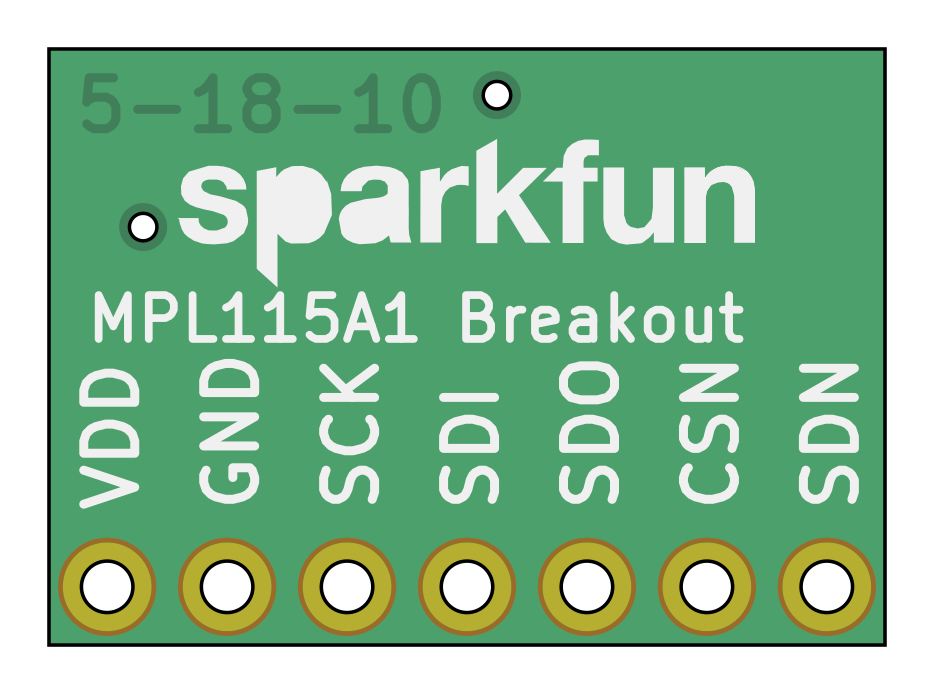 5-18-10
sparkfun
MPL115A1 Breakout
VDD
GND
SCK
SDI
SDO
CSN
SDN